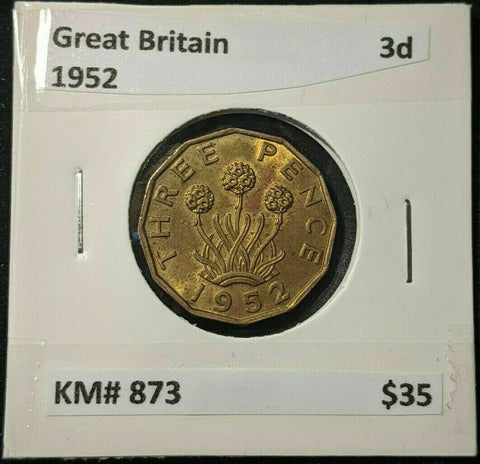 Great Britain 3d
1952
THREE PENCE
1952
KM# 873 $35